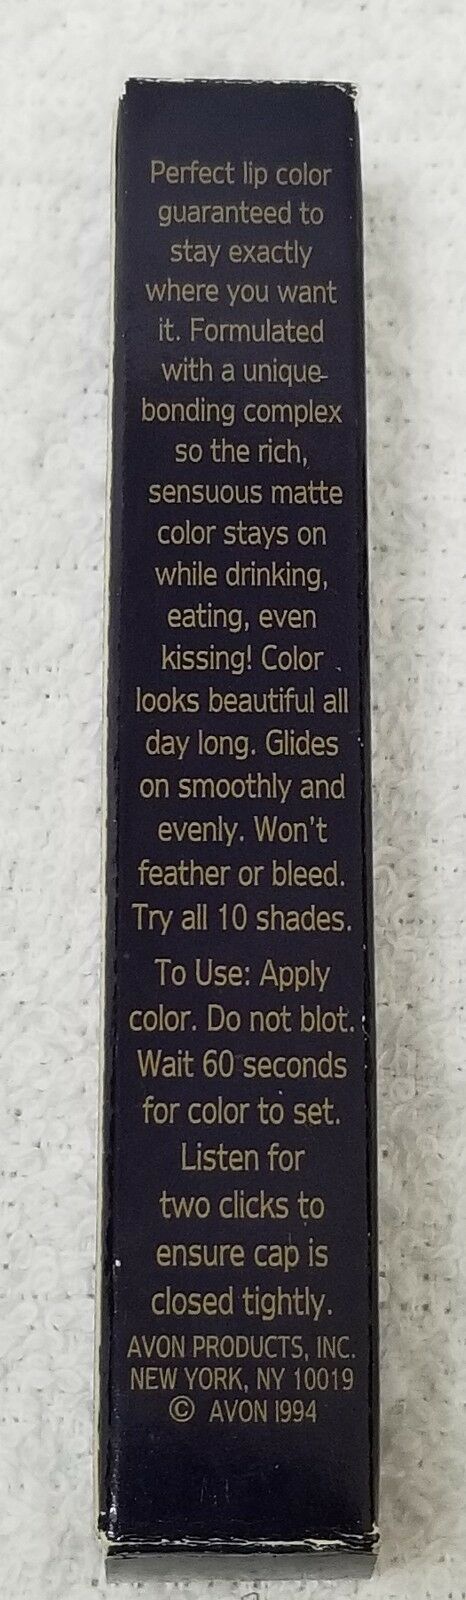 Perfect lip color
guaranteed to
stay exactly
where you want
it. Formulated
with a unique-
bonding complex
so the rich,
sensuous matte
color stays on
while drinking,
eating, even
kissing! Color
looks beautiful all
day long. Glides
on smoothly and
evenly. Won't
feather or bleed.
Try all 10 shades.
To Use: Apply
color. Do not blot.
Wait 60 seconds
for color to set.
Listen for
two clicks to
ensure cap is
closed tightly.
AVON PRODUCTS, INC.
NEW YORK, NY 10019
© AVON 1994